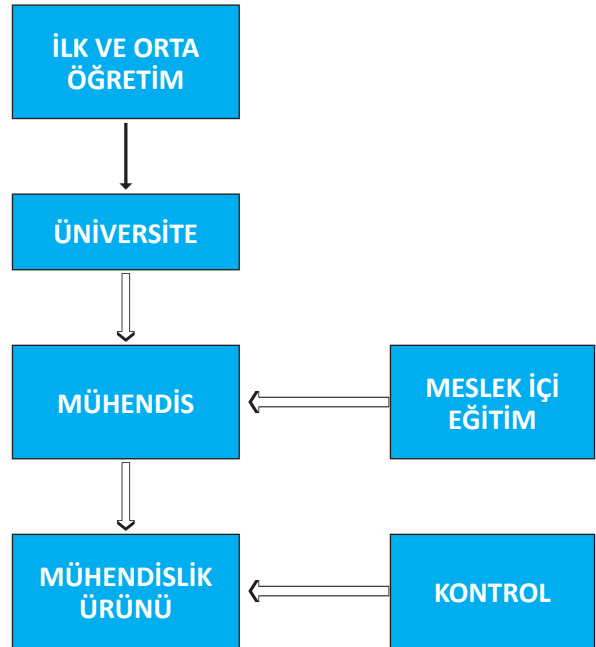 İLK VE ORTA
ÖĞRETİM
ÜNİVERSİTE
MÜHENDİS
MESLEK İÇİ
EĞİTİM
MÜHENDİSLİK
ÜRÜNÜ
KONTROL